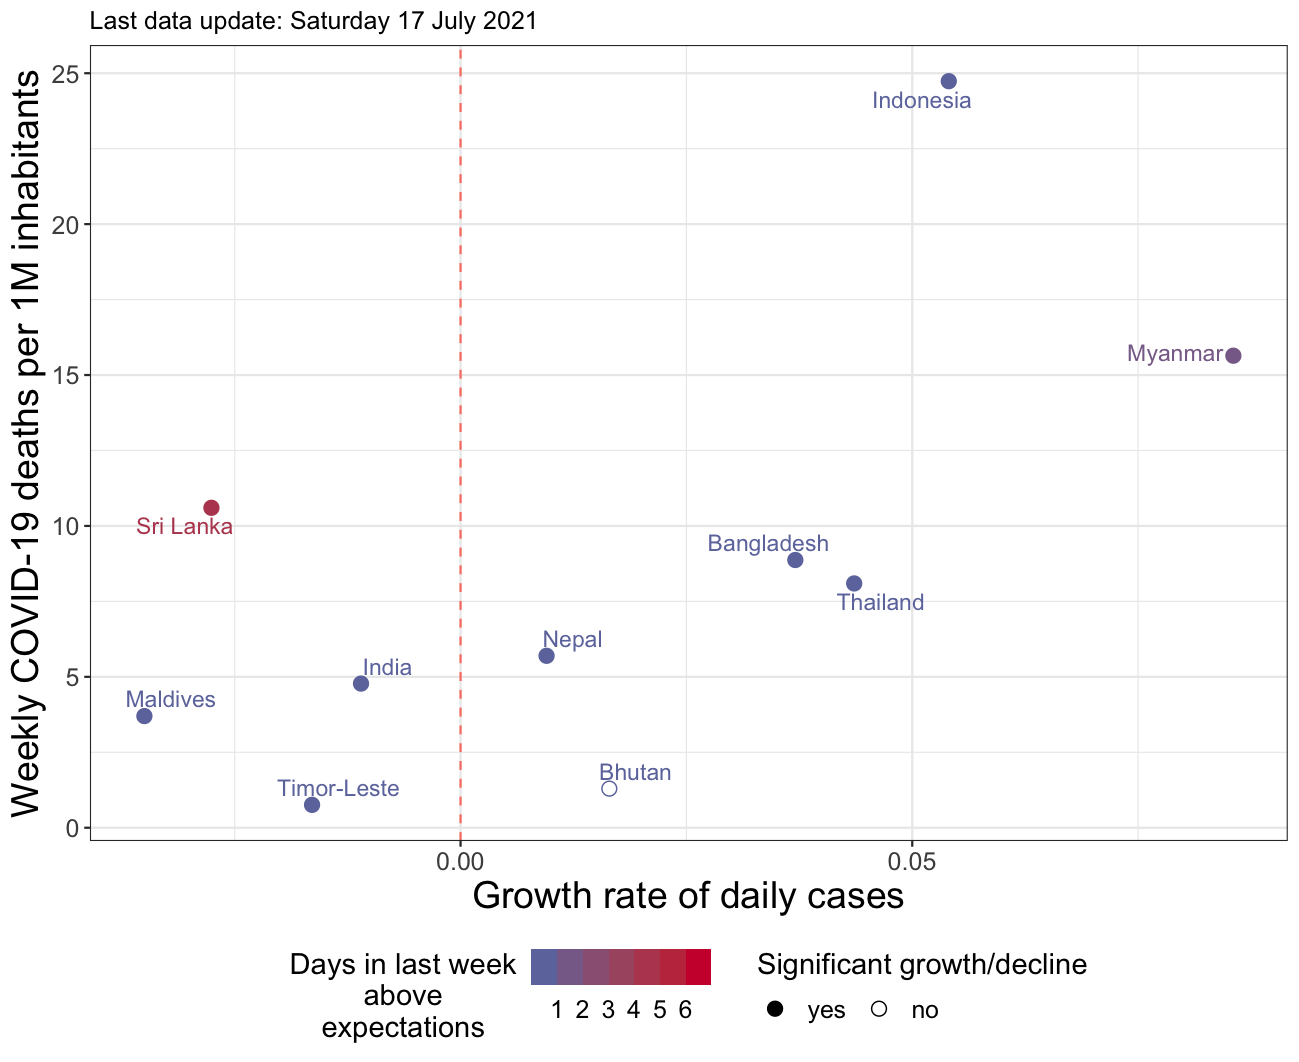 Last data update: Saturday 17 July 2021
Weekly COVID-19 deaths per 1M inhabitants
25
20
15
10
5
0
Indonesia
Myanmar
Sri Lanka
Bangladesh
Thailand
Nepal
India
Maldives
Bhutan
Timor-Leste
0.00
0.05
Growth rate of daily cases
Days in last week
above
expectations
1 2 3 4 5 6
Significant growth/decline
yes no